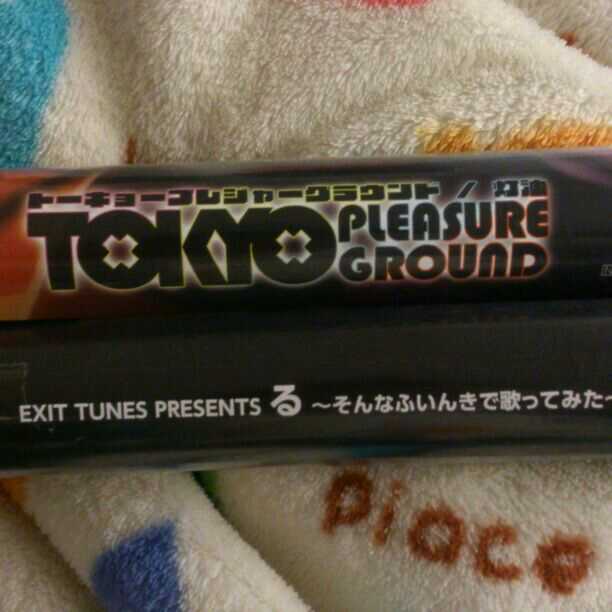 トーキョープレジャーグラウンド / 灯油
TOKYO PLEASURE
GROUND
EXIT TUNES PRESENTS る ～そんなふいんきで歌ってみた～
piace